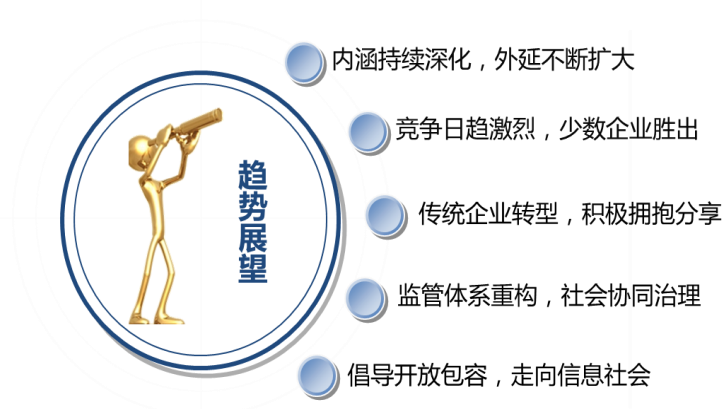 趋势展望
内涵持续深化，外延不断扩大
竞争日趋激烈，少数企业胜出
传统企业转型，积极拥抱分享
监管体系重构，社会协同治理
倡导开放包容，走向信息社会